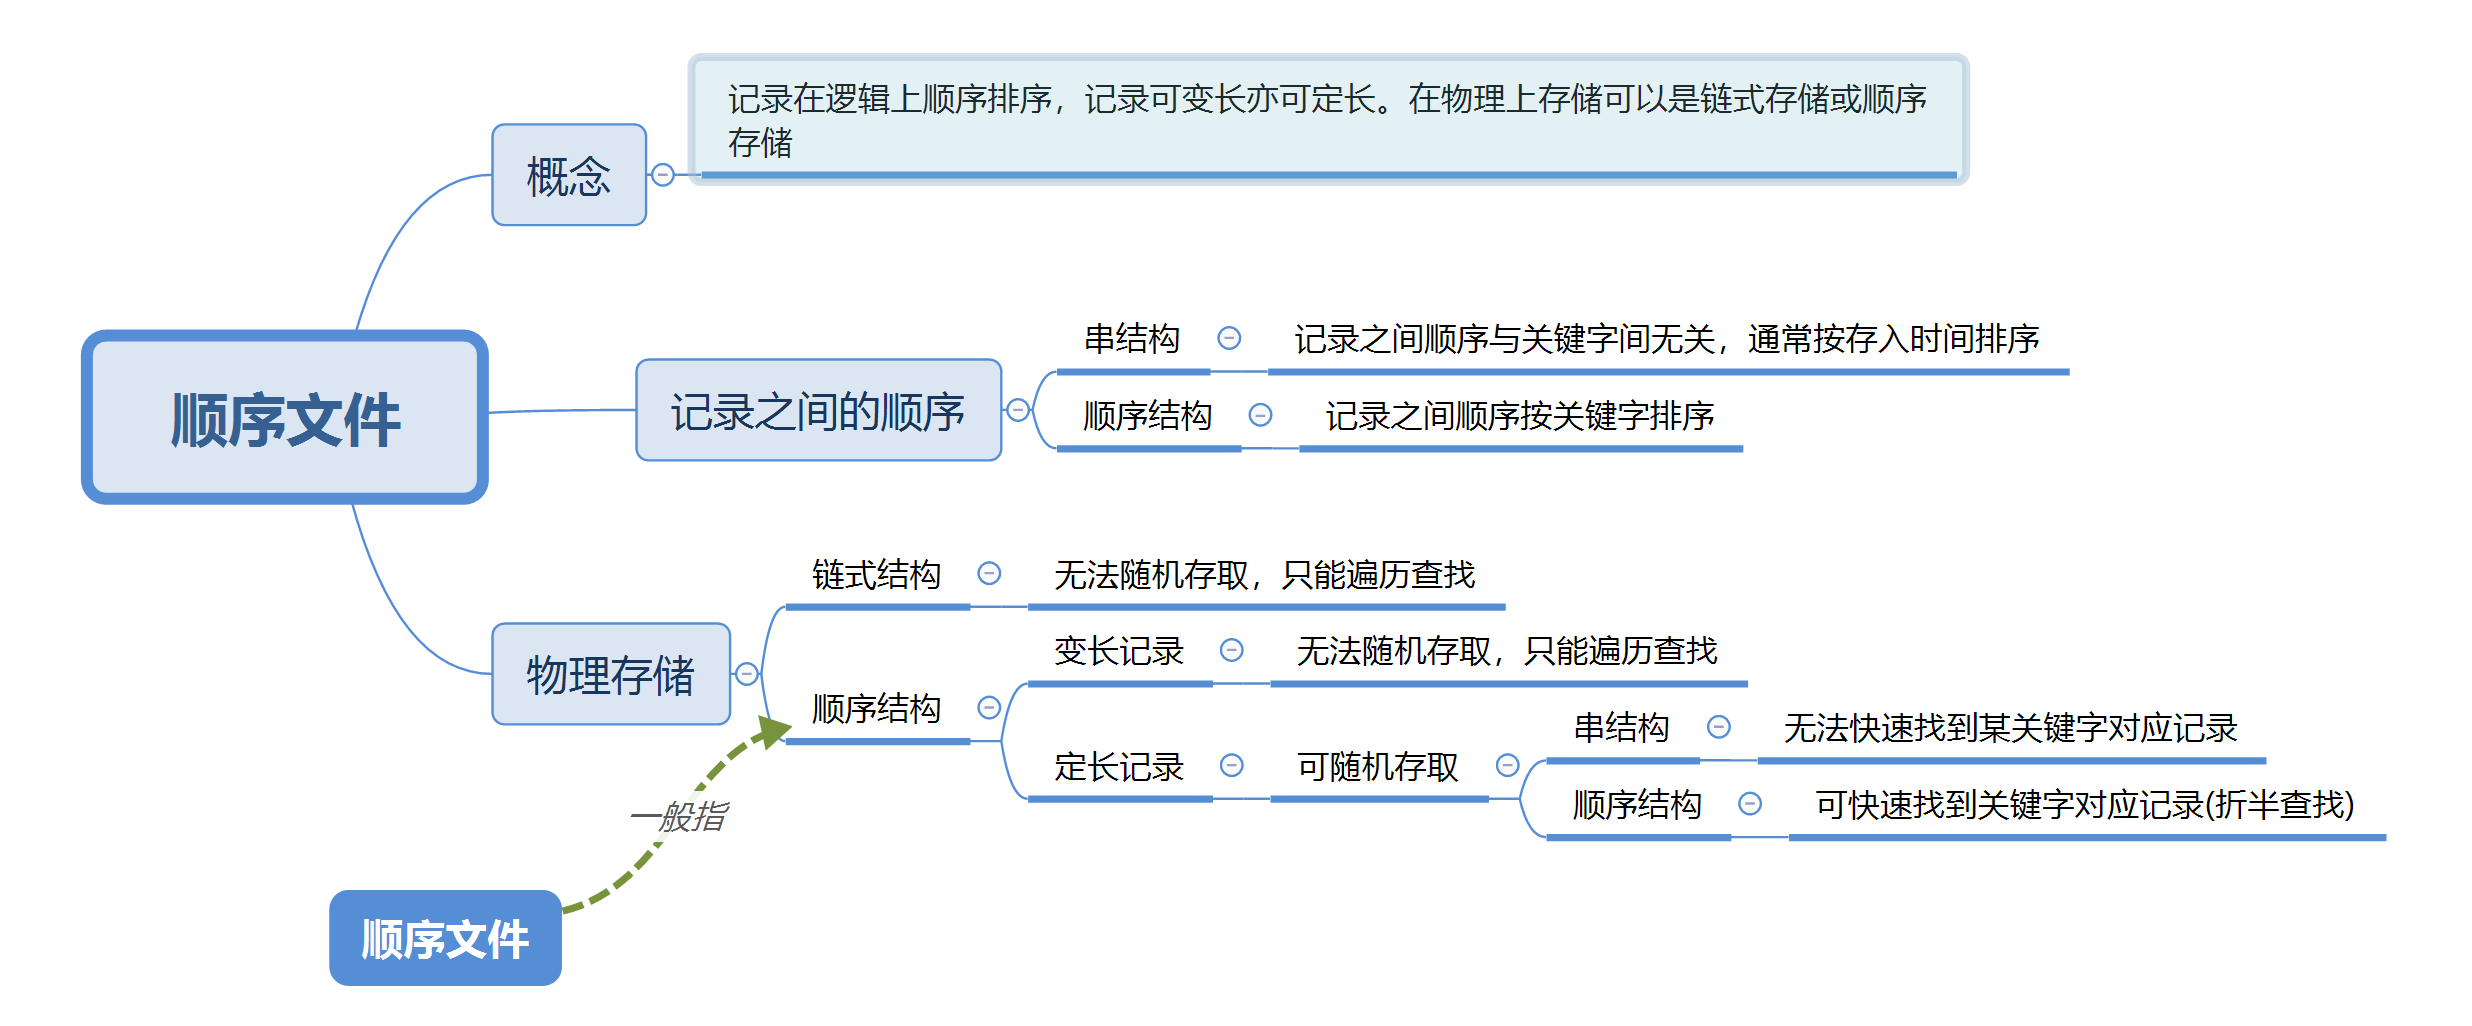 记录在逻辑上顺序排序，记录可变长亦可定长。在物理上存储可以是链式存储或顺序
存储
概念
顺序文件
记录之间的顺序
串结构
记录之间顺序与关键字间无关，通常按存入时间排序
顺序结构
记录之间顺序按关键字排序
物理存储
链式结构
无法随机存取，只能遍历查找
顺序结构
变长记录
无法随机存取，只能遍历查找
定长记录
可随机存取
串结构
无法快速找到某关键字对应记录
顺序结构
可快速找到关键字对应记录(折半查找)
一般指
顺序文件